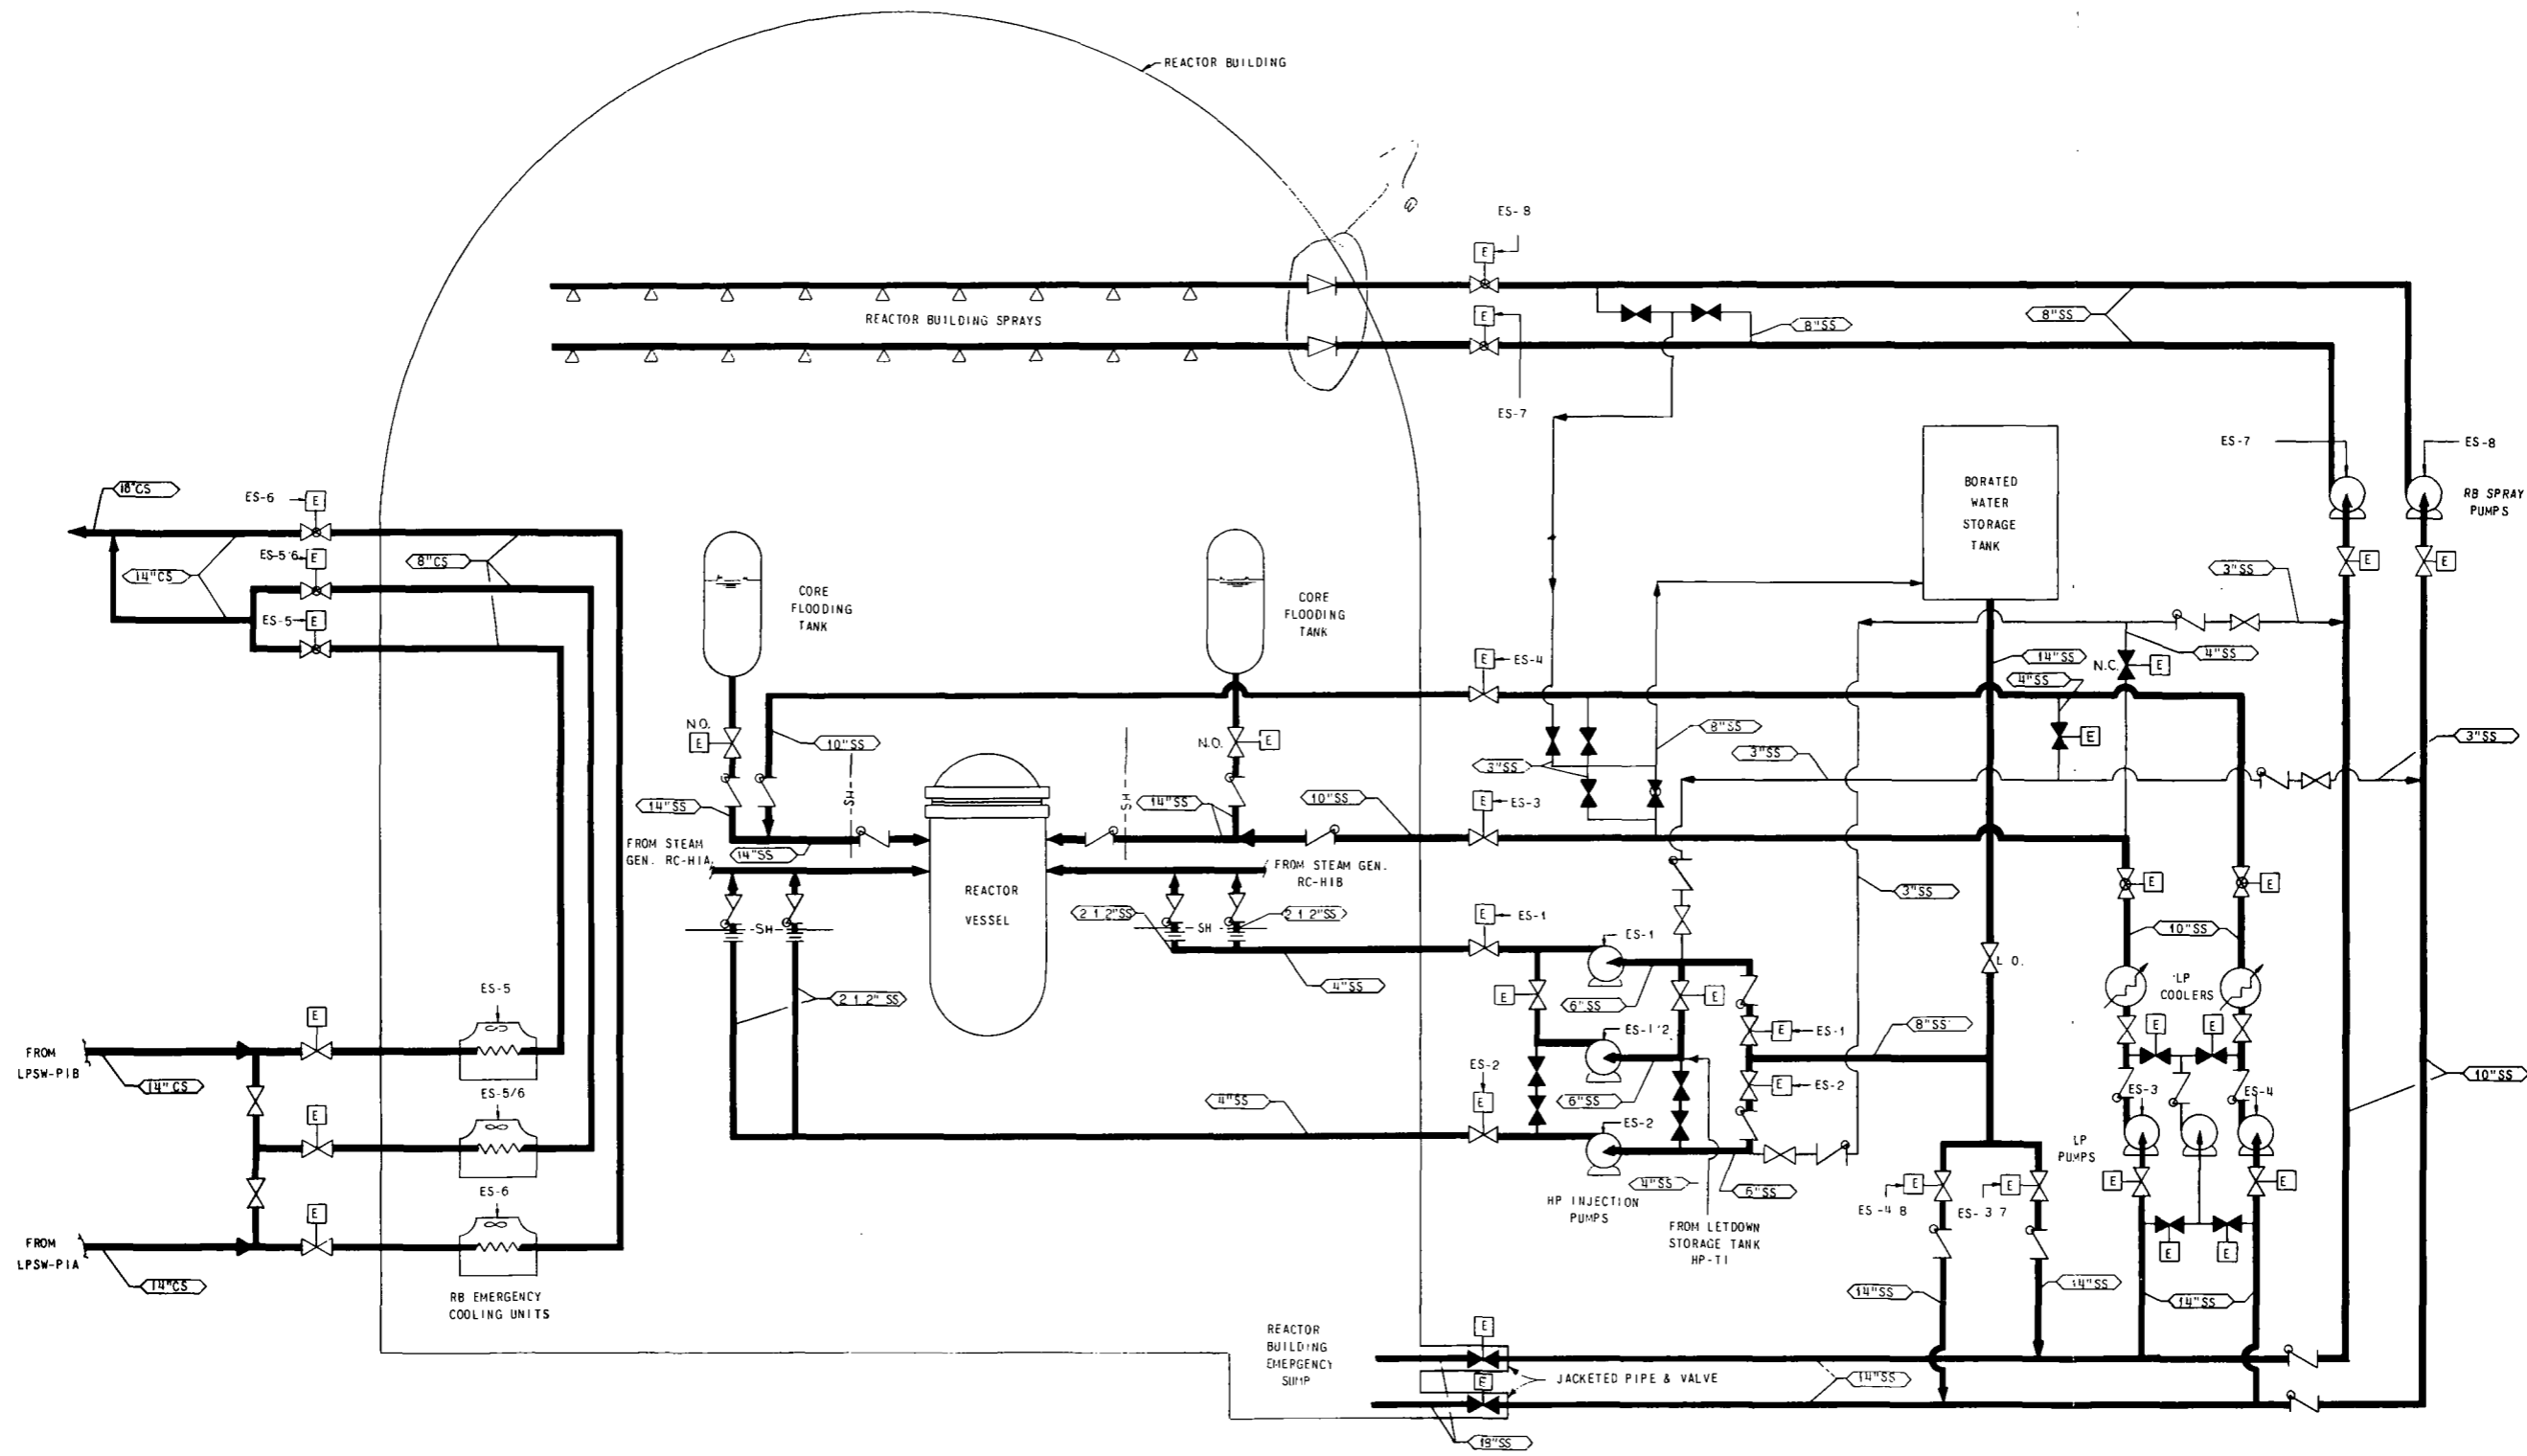 REACTOR BUILDING
ES-8
E
REACTOR BUILDING SPRAYS
E
8"SS
8"SS
ES-7
ES-7
ES-8
RB SPRAY
PUMPS
BORATED
WATER
STORAGE
TANK
E
E
18"CS
ES-6
E
ES-5 6
E
14"CS
8"CS
ES-5
E
CORE
FLOODING
TANK
CORE
FLOODING
TANK
3"SS
E
ES-4
14"SS
N.C.
E
4"SS
4"SS
N.O.
E
10"SS
N.O.
E
8"SS
3"SS
3"SS
E
3"SS
14"SS
SH
SH
14"SS
10"SS
E
ES-3
FROM STEAM
GEN. RC-H1A
14"SS
FROM STEAM GEN.
RC-H1B
REACTOR
VESSEL
3"SS
E
E
2 1 2"SS
2 1 2"SS
SH
SH
E
ES-1
ES-1
10"SS
L O.
4"SS
2 1 2" SS
E
6"SS
E
LP
COOLERS
ES-5
E
ES-1 2
E
ES-1
8"SS
E
E
FROM
LPSW-P1B
14" CS
ES-2
E
6"SS
E
ES-2
ES-3
ES-4
10"SS
ES-5/6
E
4"SS
ES-2
LP
PUMPS
ES-6
E
4"SS
6"SS
HP INJECTION
PUMPS
E
ES-4 8
E
ES-3 7
E
E
FROM LETDOWN
STORAGE TANK
HP-T1
E
E
FROM
LPSW-P1A
14"CS
RB EMERGENCY
COOLING UNITS
14"SS
14"SS
14"SS
REACTOR
BUILDING
EMERGENCY
SUMP
E
E
JACKETED PIPE & VALVE
14"SS